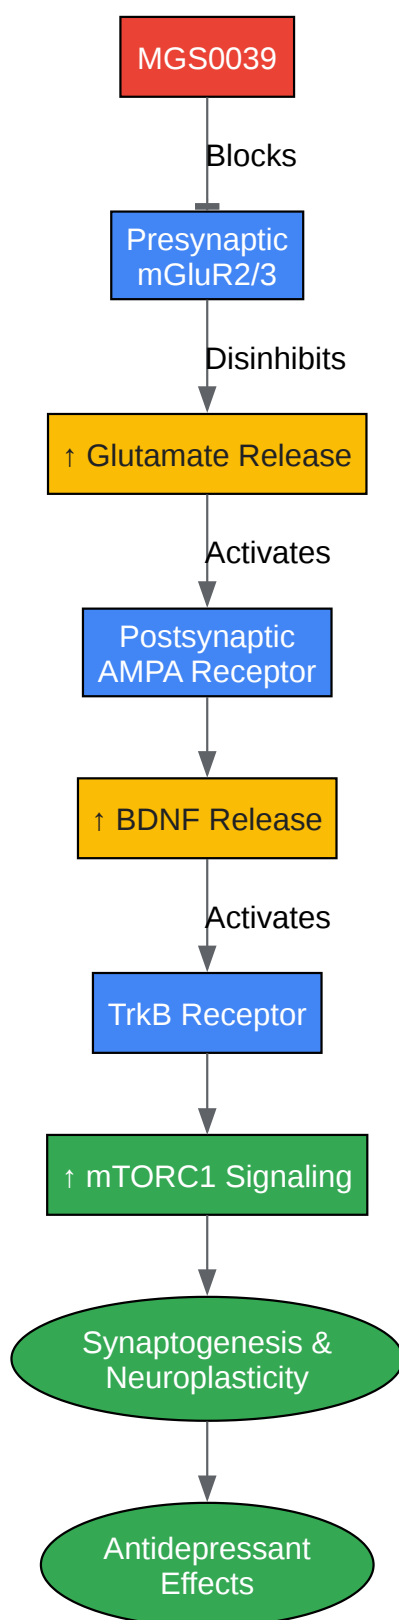 MGS0039
Blocks
Presynaptic
mGluR2/3
Disinhibits
↑ Glutamate Release
Activates
Postsynaptic
AMPA Receptor
↑ BDNF Release
Activates
TrkB Receptor
↑ mTORC1 Signaling
Synaptogenesis &
Neuroplasticity
Antidepressant
Effects